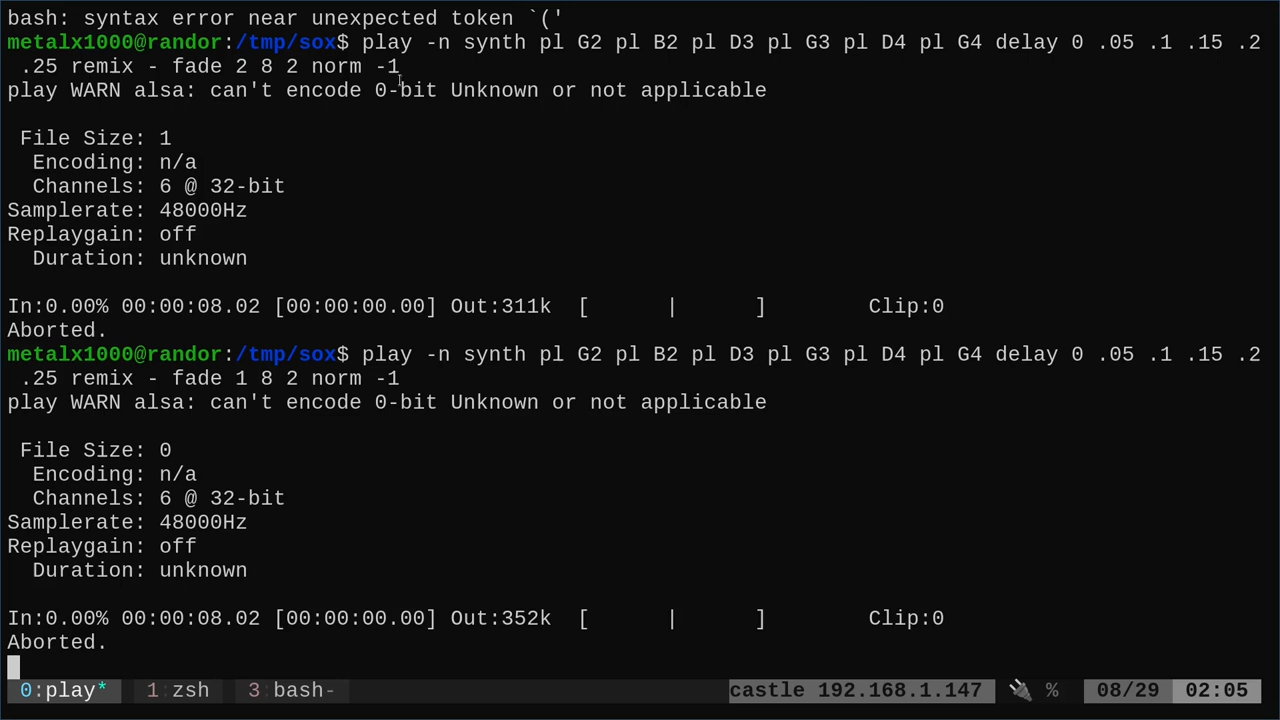 bash: syntax error near unexpected token `('
metalx1000@randor:/tmp/sox$ play -n synth pl G2 pl B2 pl D3 pl G3 pl D4 pl G4 delay 0 .05 .1 .15 .2
 .25 remix - fade 2 8 2 norm -1
play WARN alsa: can't encode 0-bit Unknown or not applicable
File Size: 1
Encoding: n/a
Channels: 6 @ 32-bit
Samplerate: 48000Hz
Replaygain: off
Duration: unknown
In:0.00% 00:00:08.02 [00:00:00.00] Out:311k  [      |      ]        Clip:0
Aborted.
metalx1000@randor:/tmp/sox$ play -n synth pl G2 pl B2 pl D3 pl G3 pl D4 pl G4 delay 0 .05 .1 .15 .2
 .25 remix - fade 1 8 2 norm -1
play WARN alsa: can't encode 0-bit Unknown or not applicable
File Size: 0
Encoding: n/a
Channels: 6 @ 32-bit
Samplerate: 48000Hz
Replaygain: off
Duration: unknown
In:0.00% 00:00:08.02 [00:00:00.00] Out:352k  [      |      ]        Clip:0
Aborted.
0:play* 1 zsh 3 bash- castle 192.168.1.147 🔌 % 08/29 02:05